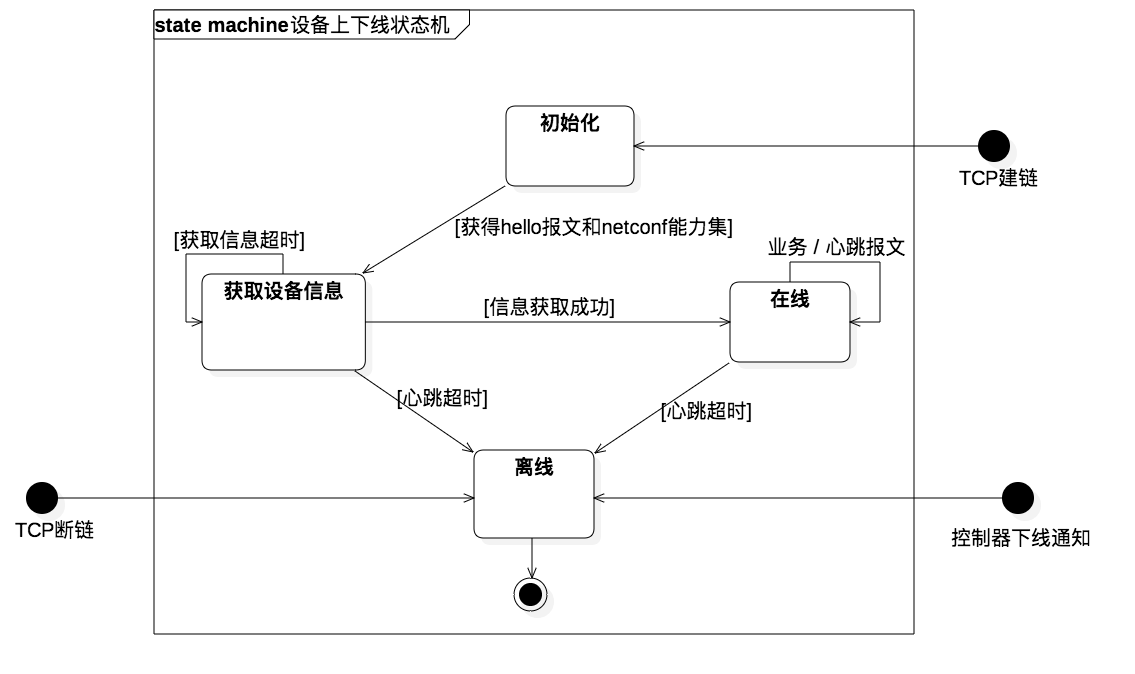 state machine设备上下线状态机
初始化
TCP建链
[获得hello报文和netconf能力集]
[获取信息超时]
业务 / 心跳报文
获取设备信息
在线
[信息获取成功]
[心跳超时]
[心跳超时]
离线
TCP断链
控制器下线通知